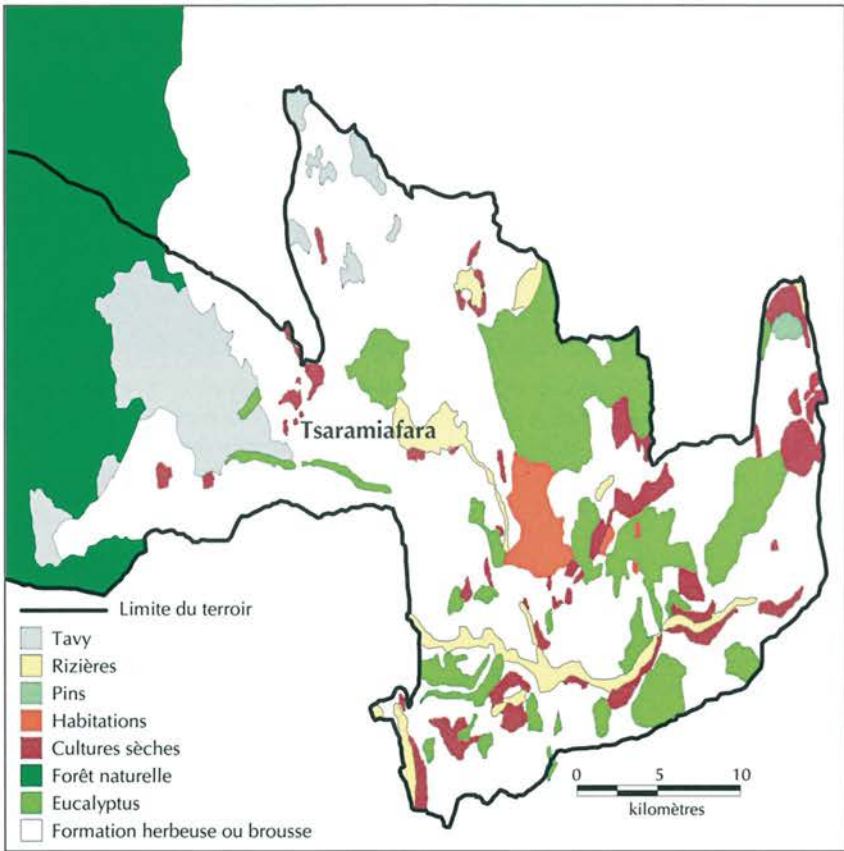 Tsaramiafara
Limite du terroir
Tavy
Rizières
Pins
Habitations
Cultures sèches
Forêt naturelle
Eucalyptus
Formation herbeuse ou brousse
0 5 10
kilomètres